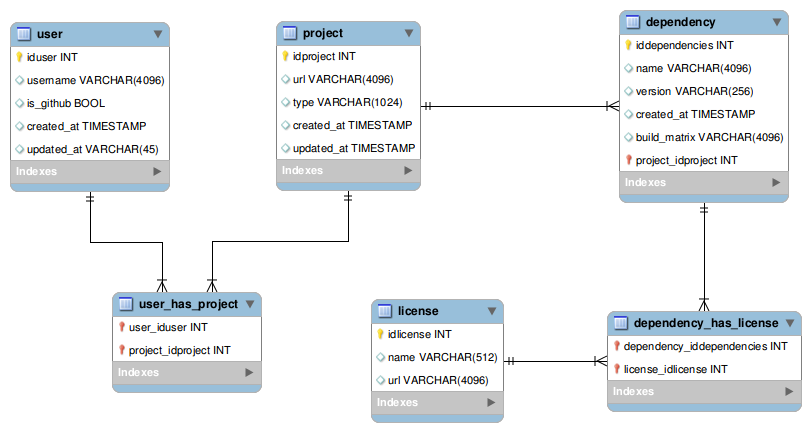 user
iduser INT
username VARCHAR(4096)
is_github BOOL
created_at TIMESTAMP
updated_at VARCHAR(45)
Indexes
project
idproject INT
url VARCHAR(4096)
type VARCHAR(1024)
created_at TIMESTAMP
updated_at TIMESTAMP
Indexes
dependency
iddependencies INT
name VARCHAR(4096)
version VARCHAR(256)
created_at TIMESTAMP
build_matrix VARCHAR(4096)
project_idproject INT
Indexes
user_has_project
user_iduser INT
project_idproject INT
Indexes
license
idlicense INT
name VARCHAR(512)
url VARCHAR(4096)
Indexes
dependency_has_license
dependency_iddependencies INT
license_idlicense INT
Indexes